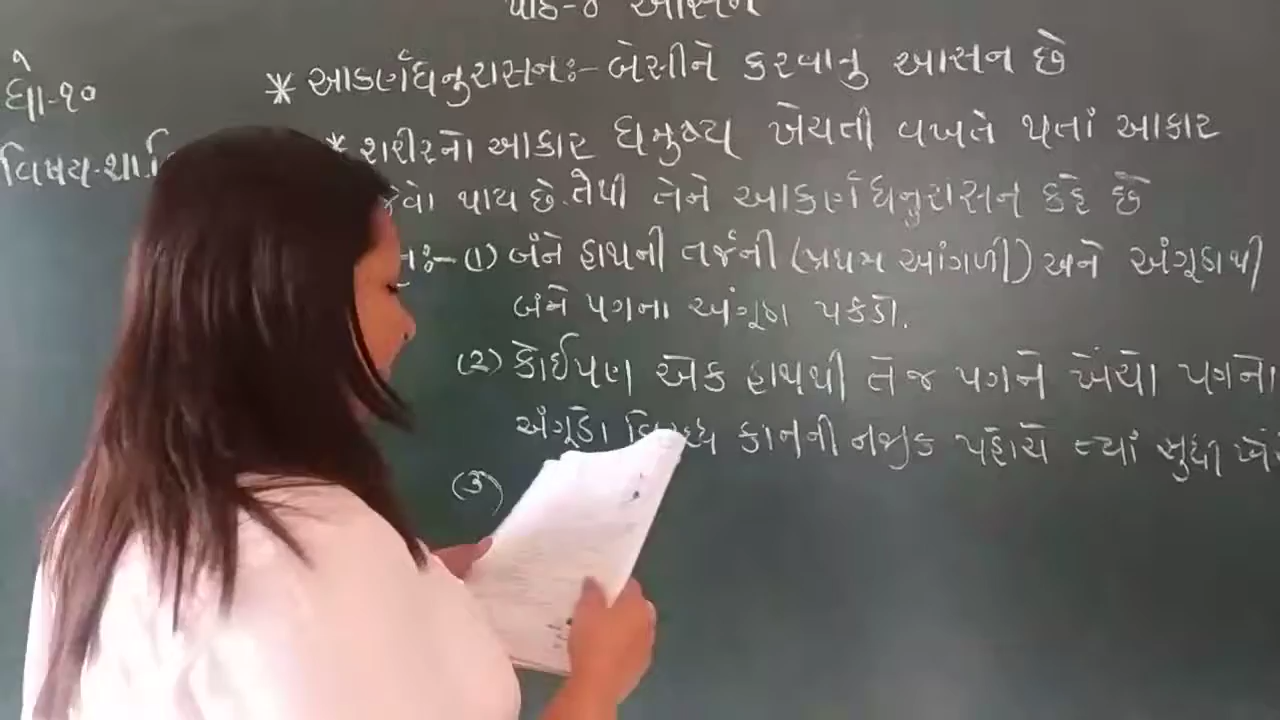 પાઠ-૪ આસન
ધો-૧૦
* આકર્ણધનુરાસનઃ- બેસીને કરવાનુ આસન છે
વિષય-શા.
* શરીરનો આકાર ધનુષ્ય ખેચતી વખતે થતાં આકાર
જેવો થાય છે.તેથી તેને આકર્ણધનુરાસન કહે છે
નઃ- (૧) બંને હાથની તર્જની (પ્રથમ આંગળી) અને અંગૂઠાથી
બંને પગના અંગૂઠા પકડો.
(૨) કોઈપણ એક હાથથી તેજ પગને ખેંચો પગનો
અંગૂઠો કાનની નજીક પહોચે ત્યાં સુધી ખેં
(૩)